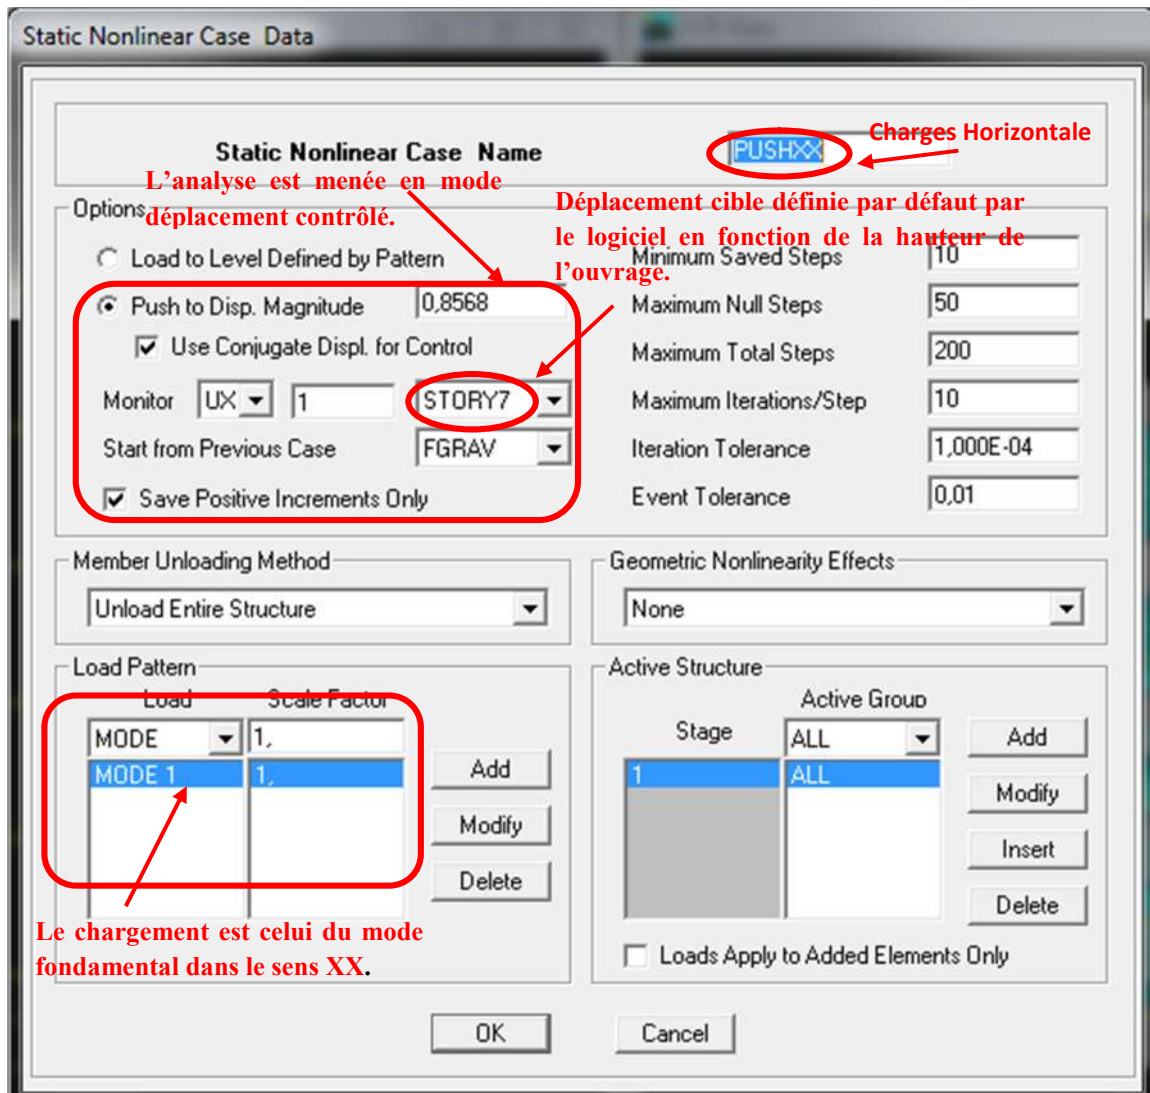 Static Nonlinear Case Data
Static Nonlinear Case Name
PUSHXX
Charges Horizontale
L'analyse est menée en mode
déplacement contrôlé.
Déplacement cible définie par défaut par
le logiciel en fonction de la hauteur de
l'ouvrage.
Options
Load to Level Defined by Pattern
Push to Disp. Magnitude 0,8568
Use Conjugate Displ. for Control
Monitor UX 1 STORY7
Start from Previous Case FGRAV
Save Positive Increments Only
Minimum Saved Steps 10
Maximum Null Steps 50
Maximum Total Steps 200
Maximum Iterations/Step 10
Iteration Tolerance 1,000E-04
Event Tolerance 0,01
Member Unloading Method
Unload Entire Structure
Geometric Nonlinearity Effects
None
Load Pattern
Load Scale Factor
MODE 1,
MODE 1 1,
Add
Modify
Delete
Le chargement est celui du mode
fondamental dans le sens XX.
Active Structure
Active Group
Stage ALL
1 ALL
Add
Modify
Insert
Delete
Loads Apply to Added Elements Only
OK
Cancel